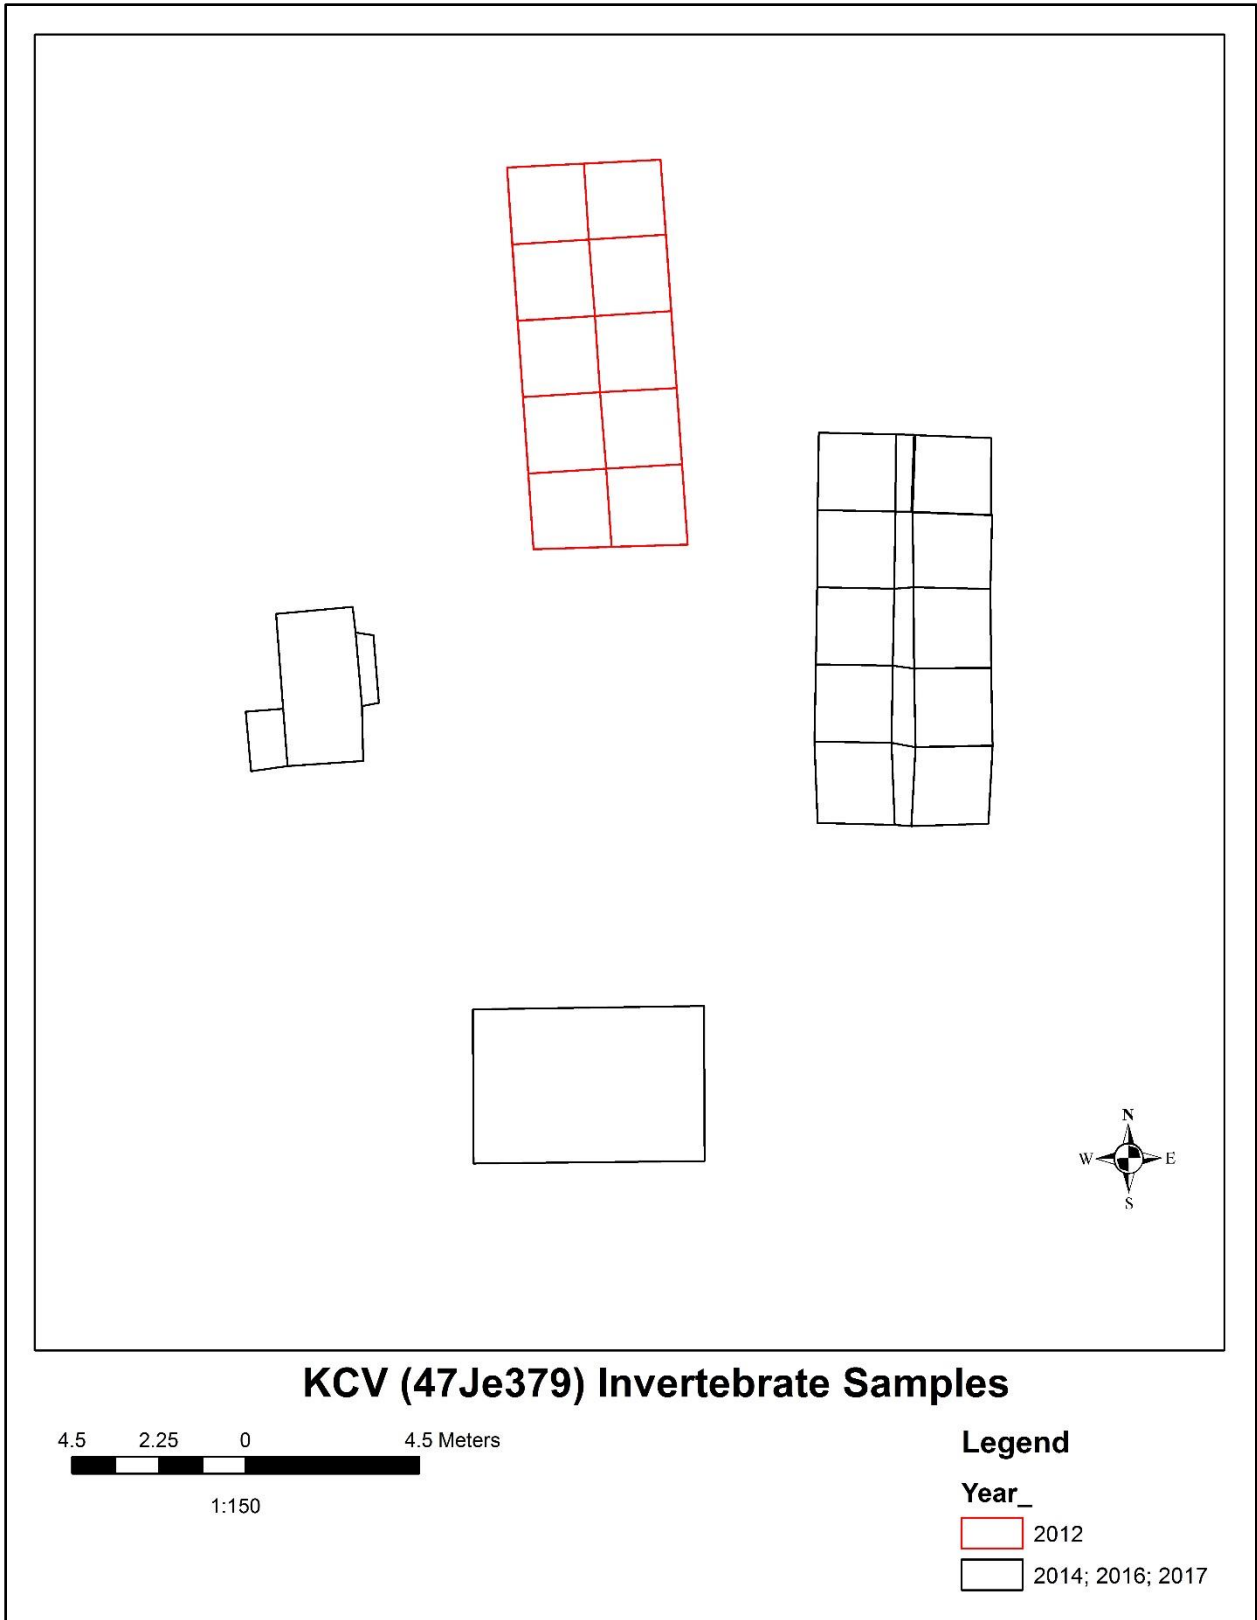 N
W E
S
KCV (47Je379) Invertebrate Samples
4.5 2.25 0 4.5 Meters
1:150
Legend
Year_
2012
2014; 2016; 2017